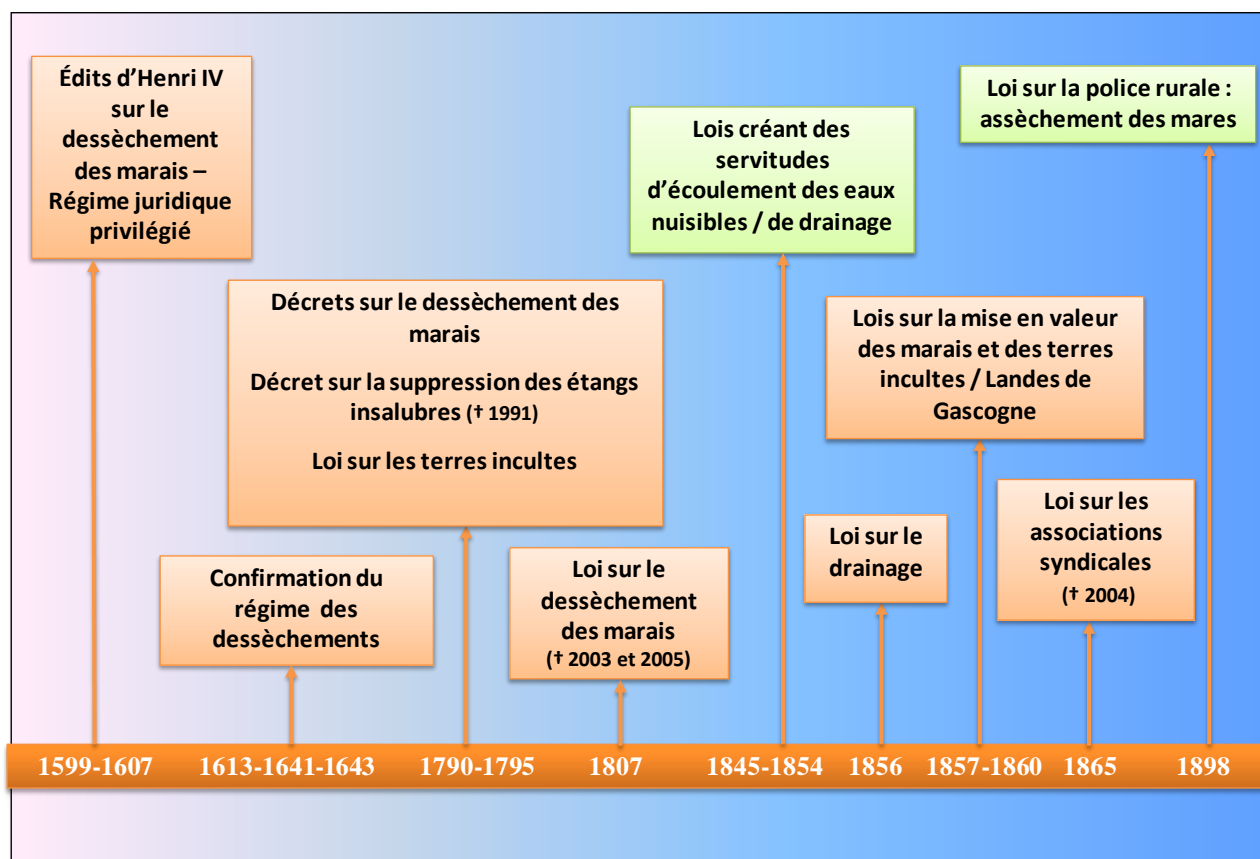 Édits d’Henri IV
sur le
dessèchement
des marais –
Régime juridique
privilégié
Confirmation du
régime des
dessèchements
Décrets sur le dessèchement des
marais
Décret sur la suppression des étangs
insalubres († 1991)
Loi sur les terres incultes
Loi sur le
dessèchement
des marais
(† 2003 et 2005)
Lois créant des
servitudes
d’écoulement des eaux
nuisibles / de drainage
Loi sur le
drainage
Lois sur la mise en valeur
des marais et des terres
incultes / Landes de
Gascogne
Loi sur les
associations
syndicales
(† 2004)
Loi sur la police rurale :
assèchement des mares
1599-1607
1613-1641-1643
1790-1795
1807
1845-1854
1856
1857-1860
1865
1898